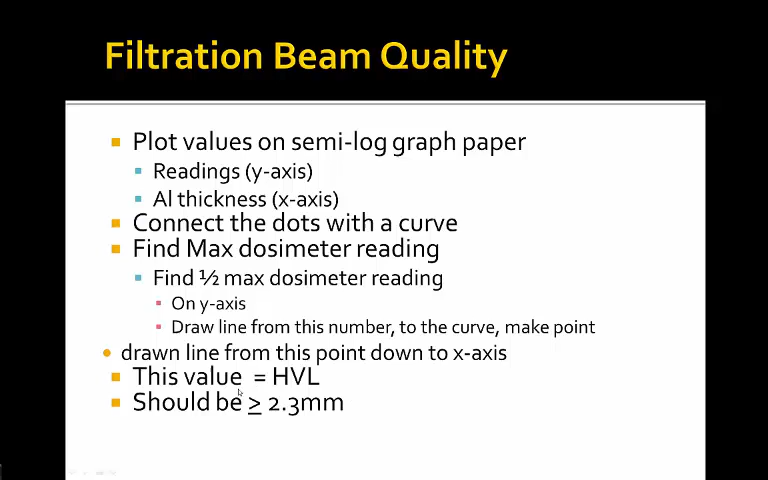 Filtration Beam Quality
Plot values on semi-log graph paper
Readings (y-axis)
Al thickness (x-axis)
Connect the dots with a curve
Find Max dosimeter reading
Find ½ max dosimeter reading
On y-axis
Draw line from this number, to the curve, make point
drawn line from this point down to x-axis
This value = HVL
Should be ≥ 2.3mm